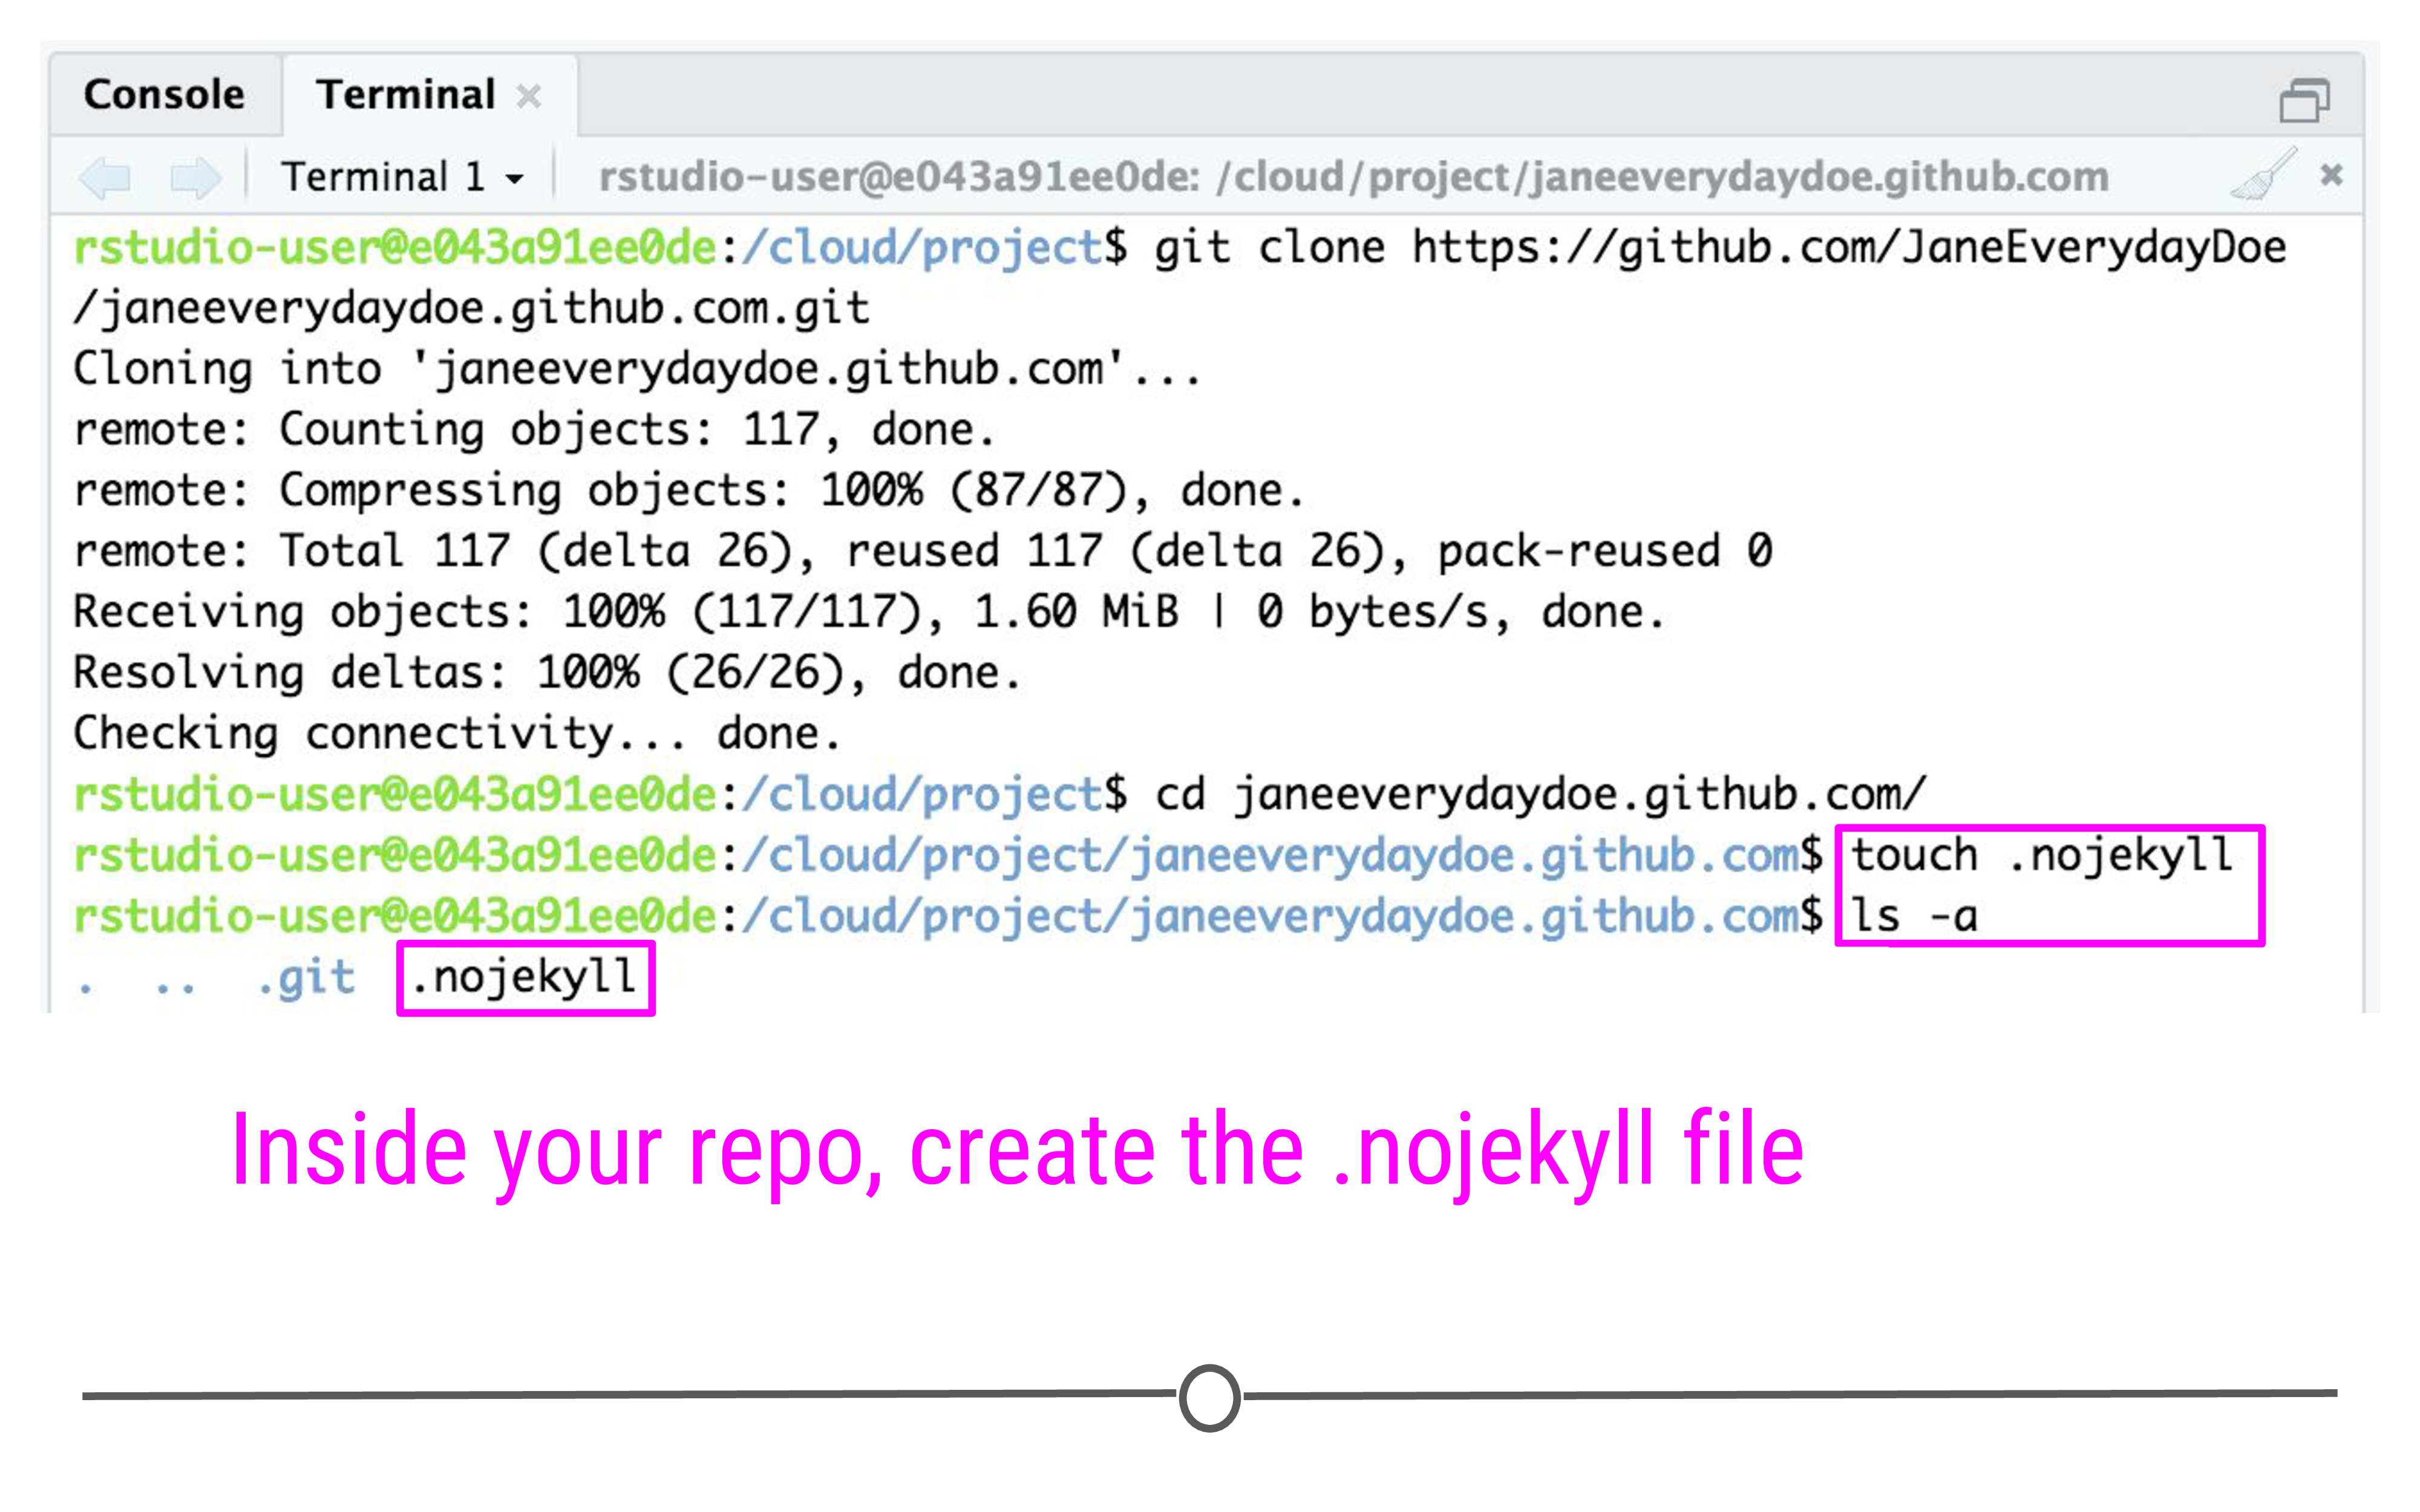 Console Terminal ×
Terminal 1 rstudio-user@e043a91ee0de: /cloud/project/janeeverydaydoe.github.com
rstudio-user@e043a91ee0de:/cloud/project$ git clone https://github.com/JaneEverydayDoe
/janeeverydaydoe.github.com.git
Cloning into 'janeeverydaydoe.github.com'...
remote: Counting objects: 117, done.
remote: Compressing objects: 100% (87/87), done.
remote: Total 117 (delta 26), reused 117 (delta 26), pack-reused 0
Receiving objects: 100% (117/117), 1.60 MiB | 0 bytes/s, done.
Resolving deltas: 100% (26/26), done.
Checking connectivity... done.
rstudio-user@e043a91ee0de:/cloud/project$ cd janeeverydaydoe.github.com/
rstudio-user@e043a91ee0de:/cloud/project/janeeverydaydoe.github.com$ touch .nojekyll
rstudio-user@e043a91ee0de:/cloud/project/janeeverydaydoe.github.com$ ls -a
. .. .git .nojekyll
Inside your repo, create the .nojekyll file